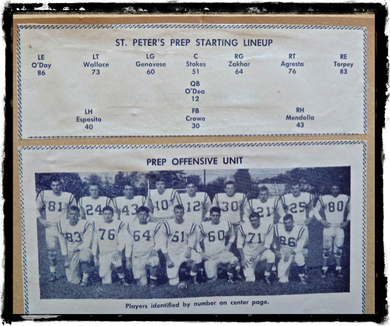 ST. PETER'S PREP STARTING LINEUP
LE LT LG C RG RT RE
O'Day Wallace Genovese Stokes Zakhar Agresta Torpey
86 73 60 51 64 76 83
QB
O'Dea
12
LH FB RH
Esposito Crowe Mendolla
40 30 43
PREP OFFENSIVE UNIT
81 24 43 10 12 30 21 25 80
83 76 64 51 60 71 86
Players identified by number on center page.